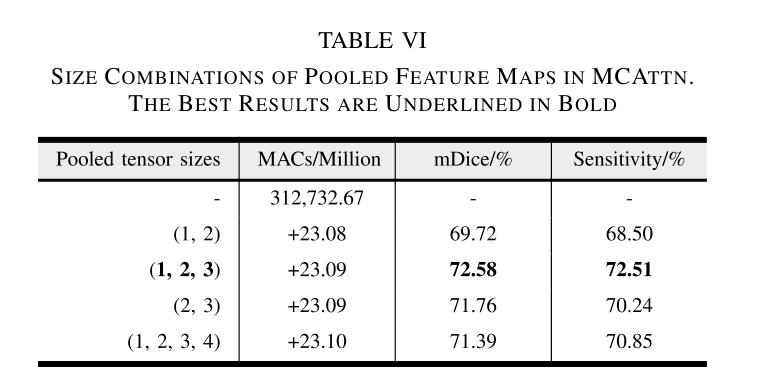 TABLE VI
SIZE COMBINATIONS OF POOLED FEATURE MAPS IN MCATTN.
THE BEST RESULTS ARE UNDERLINED IN BOLD
Pooled tensor sizes MACs/Million mDice/% Sensitivity/%
- 312,732.67 - -
(1, 2) +23.08 69.72 68.50
(1, 2, 3) +23.09 72.58 72.51
(2, 3) +23.09 71.76 70.24
(1, 2, 3, 4) +23.10 71.39 70.85